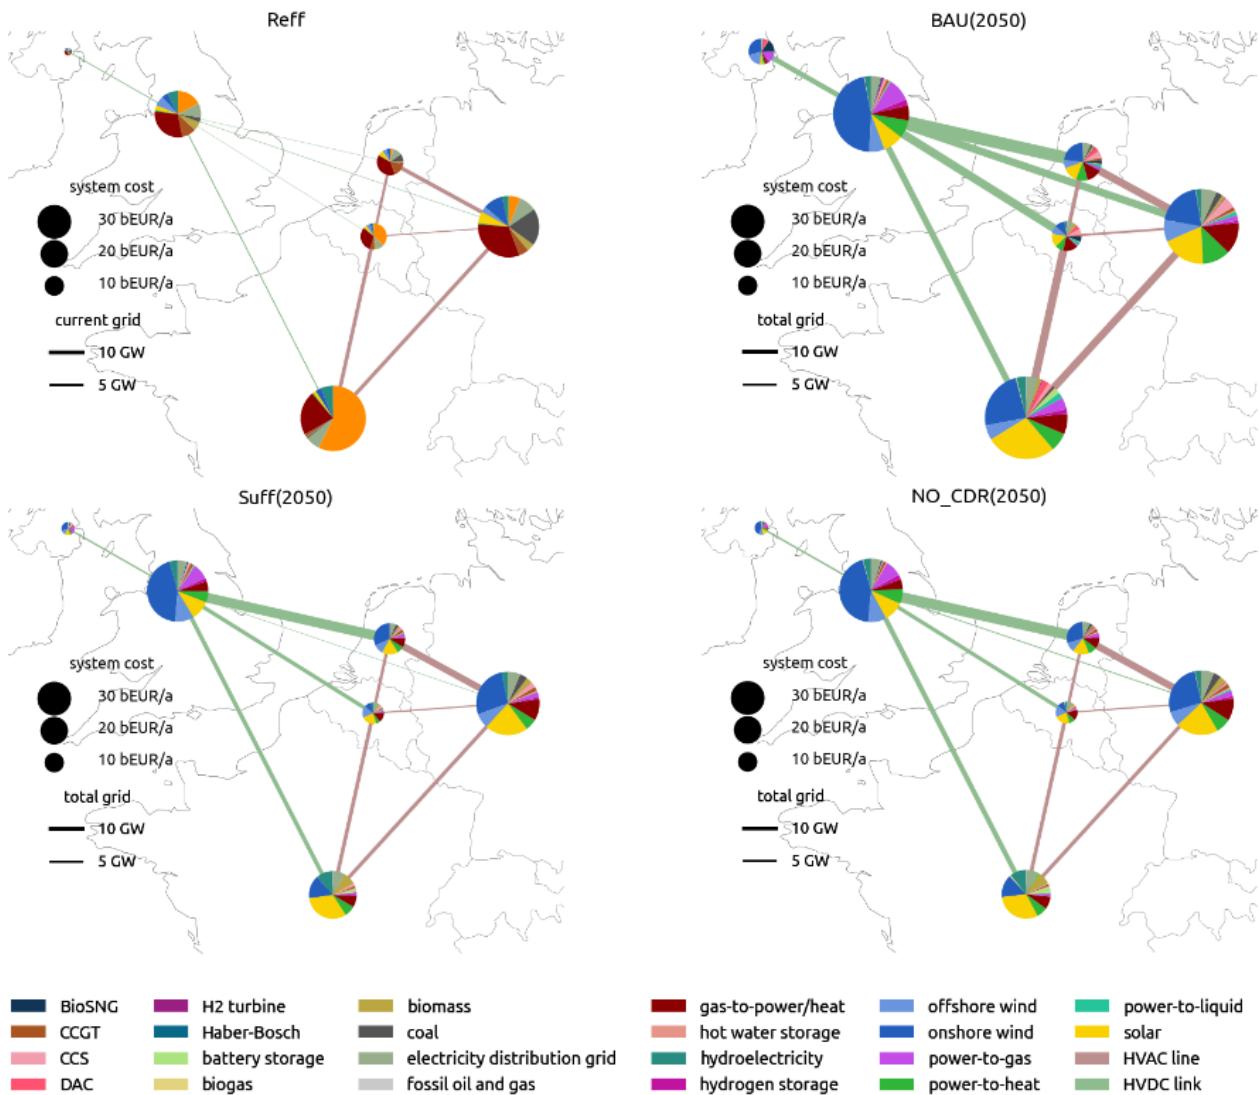 Reff
BAU(2050)
system cost
30 bEUR/a
20 bEUR/a
10 bEUR/a
current grid
10 GW
5 GW
system cost
30 bEUR/a
20 bEUR/a
10 bEUR/a
total grid
10 GW
5 GW
Suff(2050)
NO_CDR(2050)
system cost
30 bEUR/a
20 bEUR/a
10 bEUR/a
total grid
10 GW
5 GW
system cost
30 bEUR/a
20 bEUR/a
10 bEUR/a
total grid
10 GW
5 GW
BioSNG
CCGT
CCS
DAC
H2 turbine
Haber-Bosch
battery storage
biogas
biomass
coal
electricity distribution grid
fossil oil and gas
gas-to-power/heat
hot water storage
hydroelectricity
hydrogen storage
offshore wind
onshore wind
power-to-gas
power-to-heat
power-to-liquid
solar
HVAC line
HVDC link